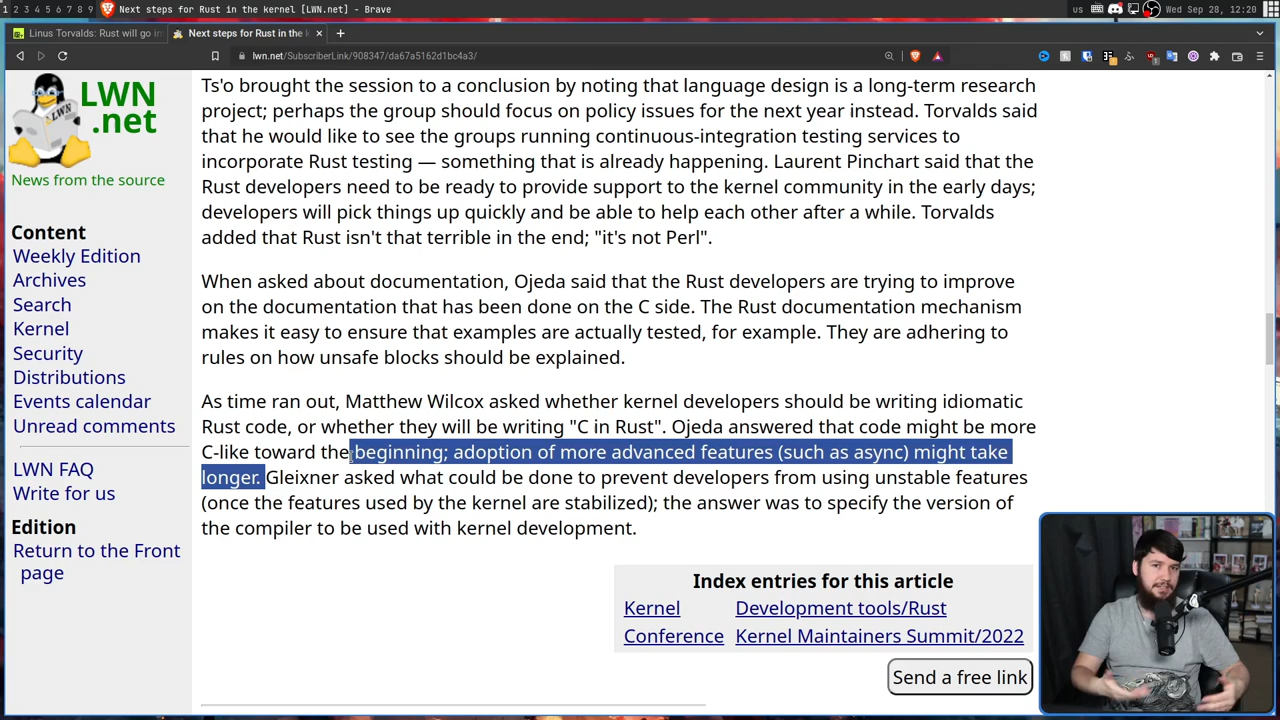 1 2 3 4 5 6 7 8 9 Next steps for Rust in the kernel [LWN.net] - Brave
us Wed Sep 28, 12:20
Linus Torvalds: Rust will go in
Next steps for Rust in the k
lwn.net/SubscriberLink/908347/da67a5162d1bc4a3/
LWN
.net
News from the source
Content
Weekly Edition
Archives
Search
Kernel
Security
Distributions
Events calendar
Unread comments
LWN FAQ
Write for us
Edition
Return to the Front
page
Ts'o brought the session to a conclusion by noting that language design is a long-term research
project; perhaps the group should focus on policy issues for the next year instead. Torvalds said
that he would like to see the groups running continuous-integration testing services to
incorporate Rust testing — something that is already happening. Laurent Pinchart said that the
Rust developers need to be ready to provide support to the kernel community in the early days;
developers will pick things up quickly and be able to help each other after a while. Torvalds
added that Rust isn't that terrible in the end; "it's not Perl".
When asked about documentation, Ojeda said that the Rust developers are trying to improve
on the documentation that has been done on the C side. The Rust documentation mechanism
makes it easy to ensure that examples are actually tested, for example. They are adhering to
rules on how unsafe blocks should be explained.
As time ran out, Matthew Wilcox asked whether kernel developers should be writing idiomatic
Rust code, or whether they will be writing "C in Rust". Ojeda answered that code might be more
C-like toward the beginning; adoption of more advanced features (such as async) might take
longer. Gleixner asked what could be done to prevent developers from using unstable features
(once the features used by the kernel are stabilized); the answer was to specify the version of
the compiler to be used with kernel development.
Index entries for this article
Kernel Development tools/Rust
Conference Kernel Maintainers Summit/2022
Send a free link